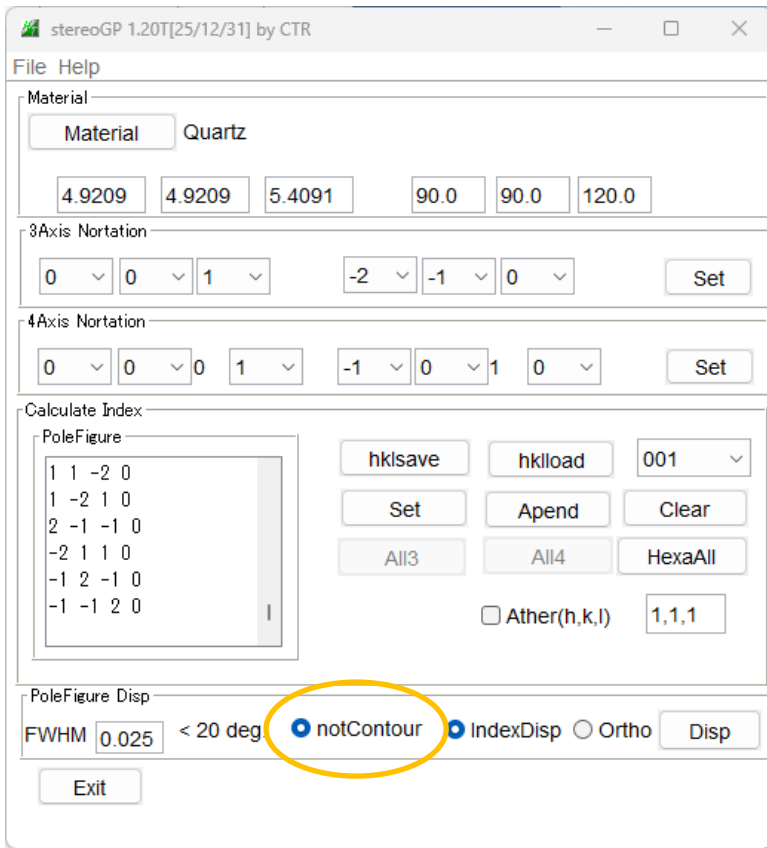 stereoGP 1.20T[25/12/31] by CTR
File Help
Material
Material Quartz
4.9209 4.9209 5.4091 90.0 90.0 120.0
3Axis Nortation
0 0 1 -2 -1 0 Set
4Axis Nortation
0 0 0 1 -1 0 1 0 Set
Calculate Index
PoleFigure
1 1 -2 0
1 -2 1 0
2 -1 -1 0
-2 1 1 0
-1 2 -1 0
-1 -1 2 0
hklsave hklload 001
Set Apend Clear
All3 All4 HexaAll
Ather(h,k,l) 1,1,1
PoleFigure Disp
FWHM 0.025 < 20 deg. notContour IndexDisp Ortho Disp
Exit